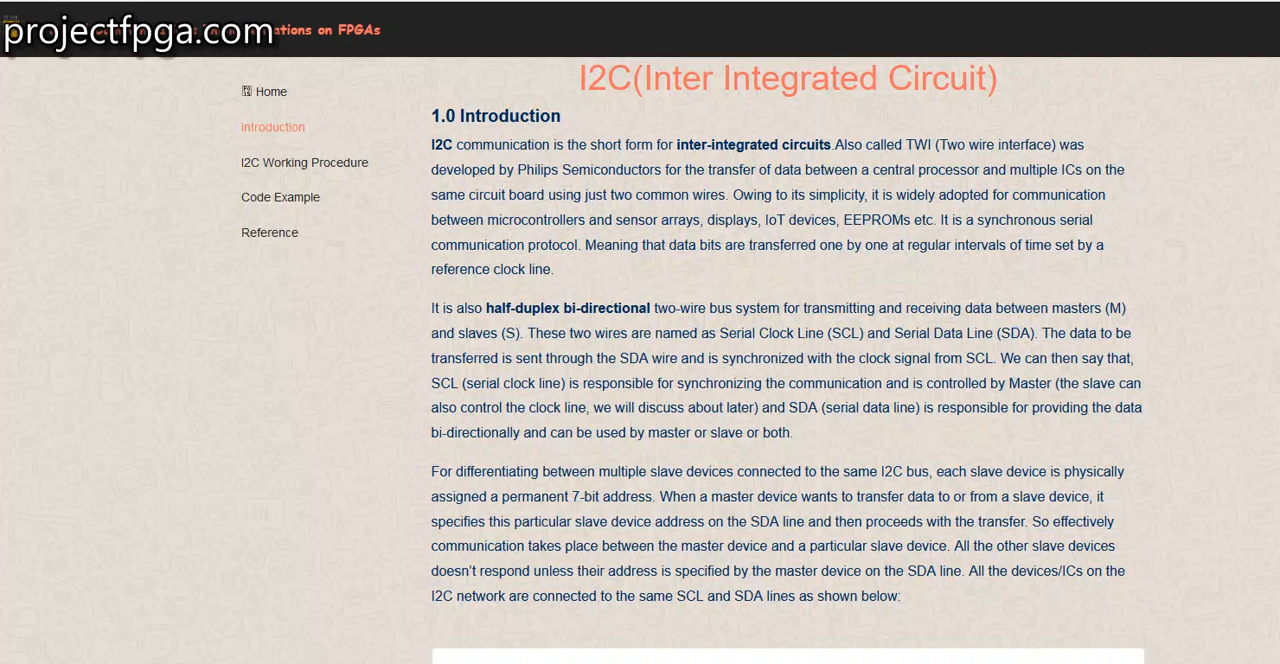 projectfpga.com
ations on FPGAs
I2C(Inter Integrated Circuit)
Home
Introduction
I2C Working Procedure
Code Example
Reference
1.0 Introduction
I2C communication is the short form for inter-integrated circuits.Also called TWI (Two wire interface) was
developed by Philips Semiconductors for the transfer of data between a central processor and multiple ICs on the
same circuit board using just two common wires. Owing to its simplicity, it is widely adopted for communication
between microcontrollers and sensor arrays, displays, IoT devices, EEPROMs etc. It is a synchronous serial
communication protocol. Meaning that data bits are transferred one by one at regular intervals of time set by a
reference clock line.
It is also half-duplex bi-directional two-wire bus system for transmitting and receiving data between masters (M)
and slaves (S). These two wires are named as Serial Clock Line (SCL) and Serial Data Line (SDA). The data to be
transferred is sent through the SDA wire and is synchronized with the clock signal from SCL. We can then say that,
SCL (serial clock line) is responsible for synchronizing the communication and is controlled by Master (the slave can
also control the clock line, we will discuss about later) and SDA (serial data line) is responsible for providing the data
bi-directionally and can be used by master or slave or both.
For differentiating between multiple slave devices connected to the same I2C bus, each slave device is physically
assigned a permanent 7-bit address. When a master device wants to transfer data to or from a slave device, it
specifies this particular slave device address on the SDA line and then proceeds with the transfer. So effectively
communication takes place between the master device and a particular slave device. All the other slave devices
doesn't respond unless their address is specified by the master device on the SDA line. All the devices/ICs on the
I2C network are connected to the same SCL and SDA lines as shown below: